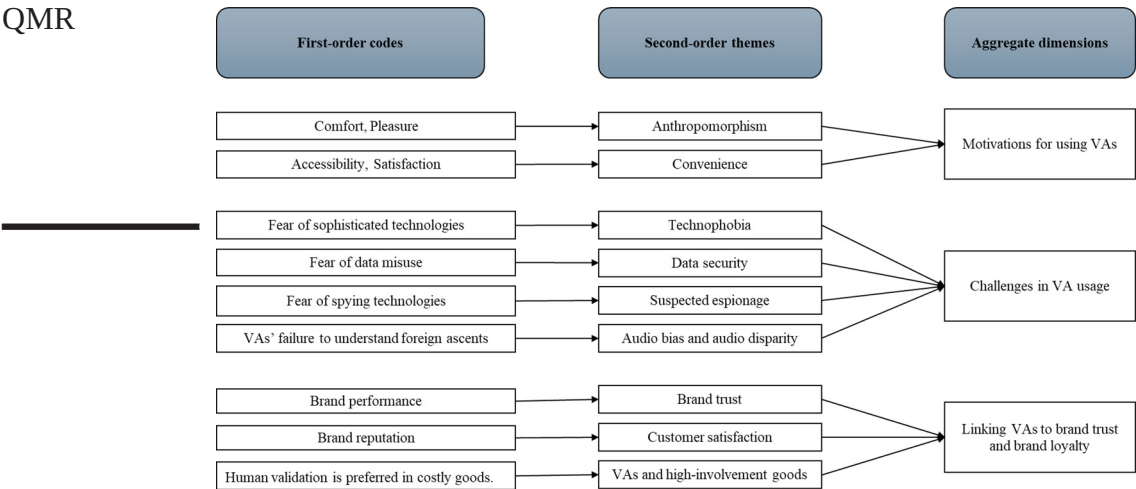 QMR
First-order codes
Second-order themes
Aggregate dimensions
Comfort, Pleasure
Anthropomorphism
Accessibility, Satisfaction
Convenience
Motivations for using VAs
Fear of sophisticated technologies
Technophobia
Fear of data misuse
Data security
Fear of spying technologies
Suspected espionage
VAs’ failure to understand foreign ascents
Audio bias and audio disparity
Challenges in VA usage
Brand performance
Brand trust
Brand reputation
Customer satisfaction
Human validation is preferred in costly goods.
VAs and high-involvement goods
Linking VAs to brand trust
and brand loyalty